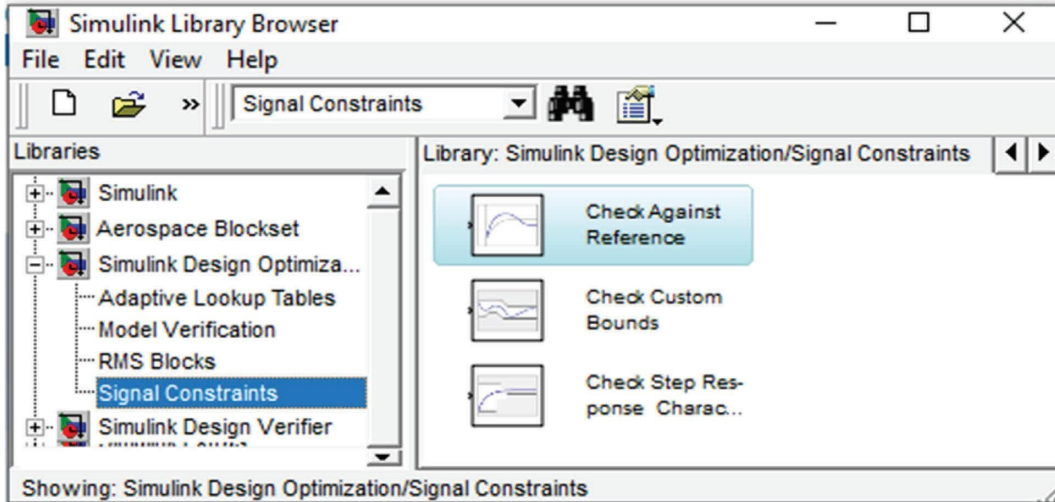 Simulink Library Browser
File Edit View Help
» Signal Constraints
Libraries
Library: Simulink Design Optimization/Signal Constraints
Simulink
Aerospace Blockset
Simulink Design Optimiza...
Adaptive Lookup Tables
Model Verification
RMS Blocks
Signal Constraints
Simulink Design Verifier
Check Against
Reference
Check Custom
Bounds
Check Step Res-
ponse Charac...
Showing: Simulink Design Optimization/Signal Constraints